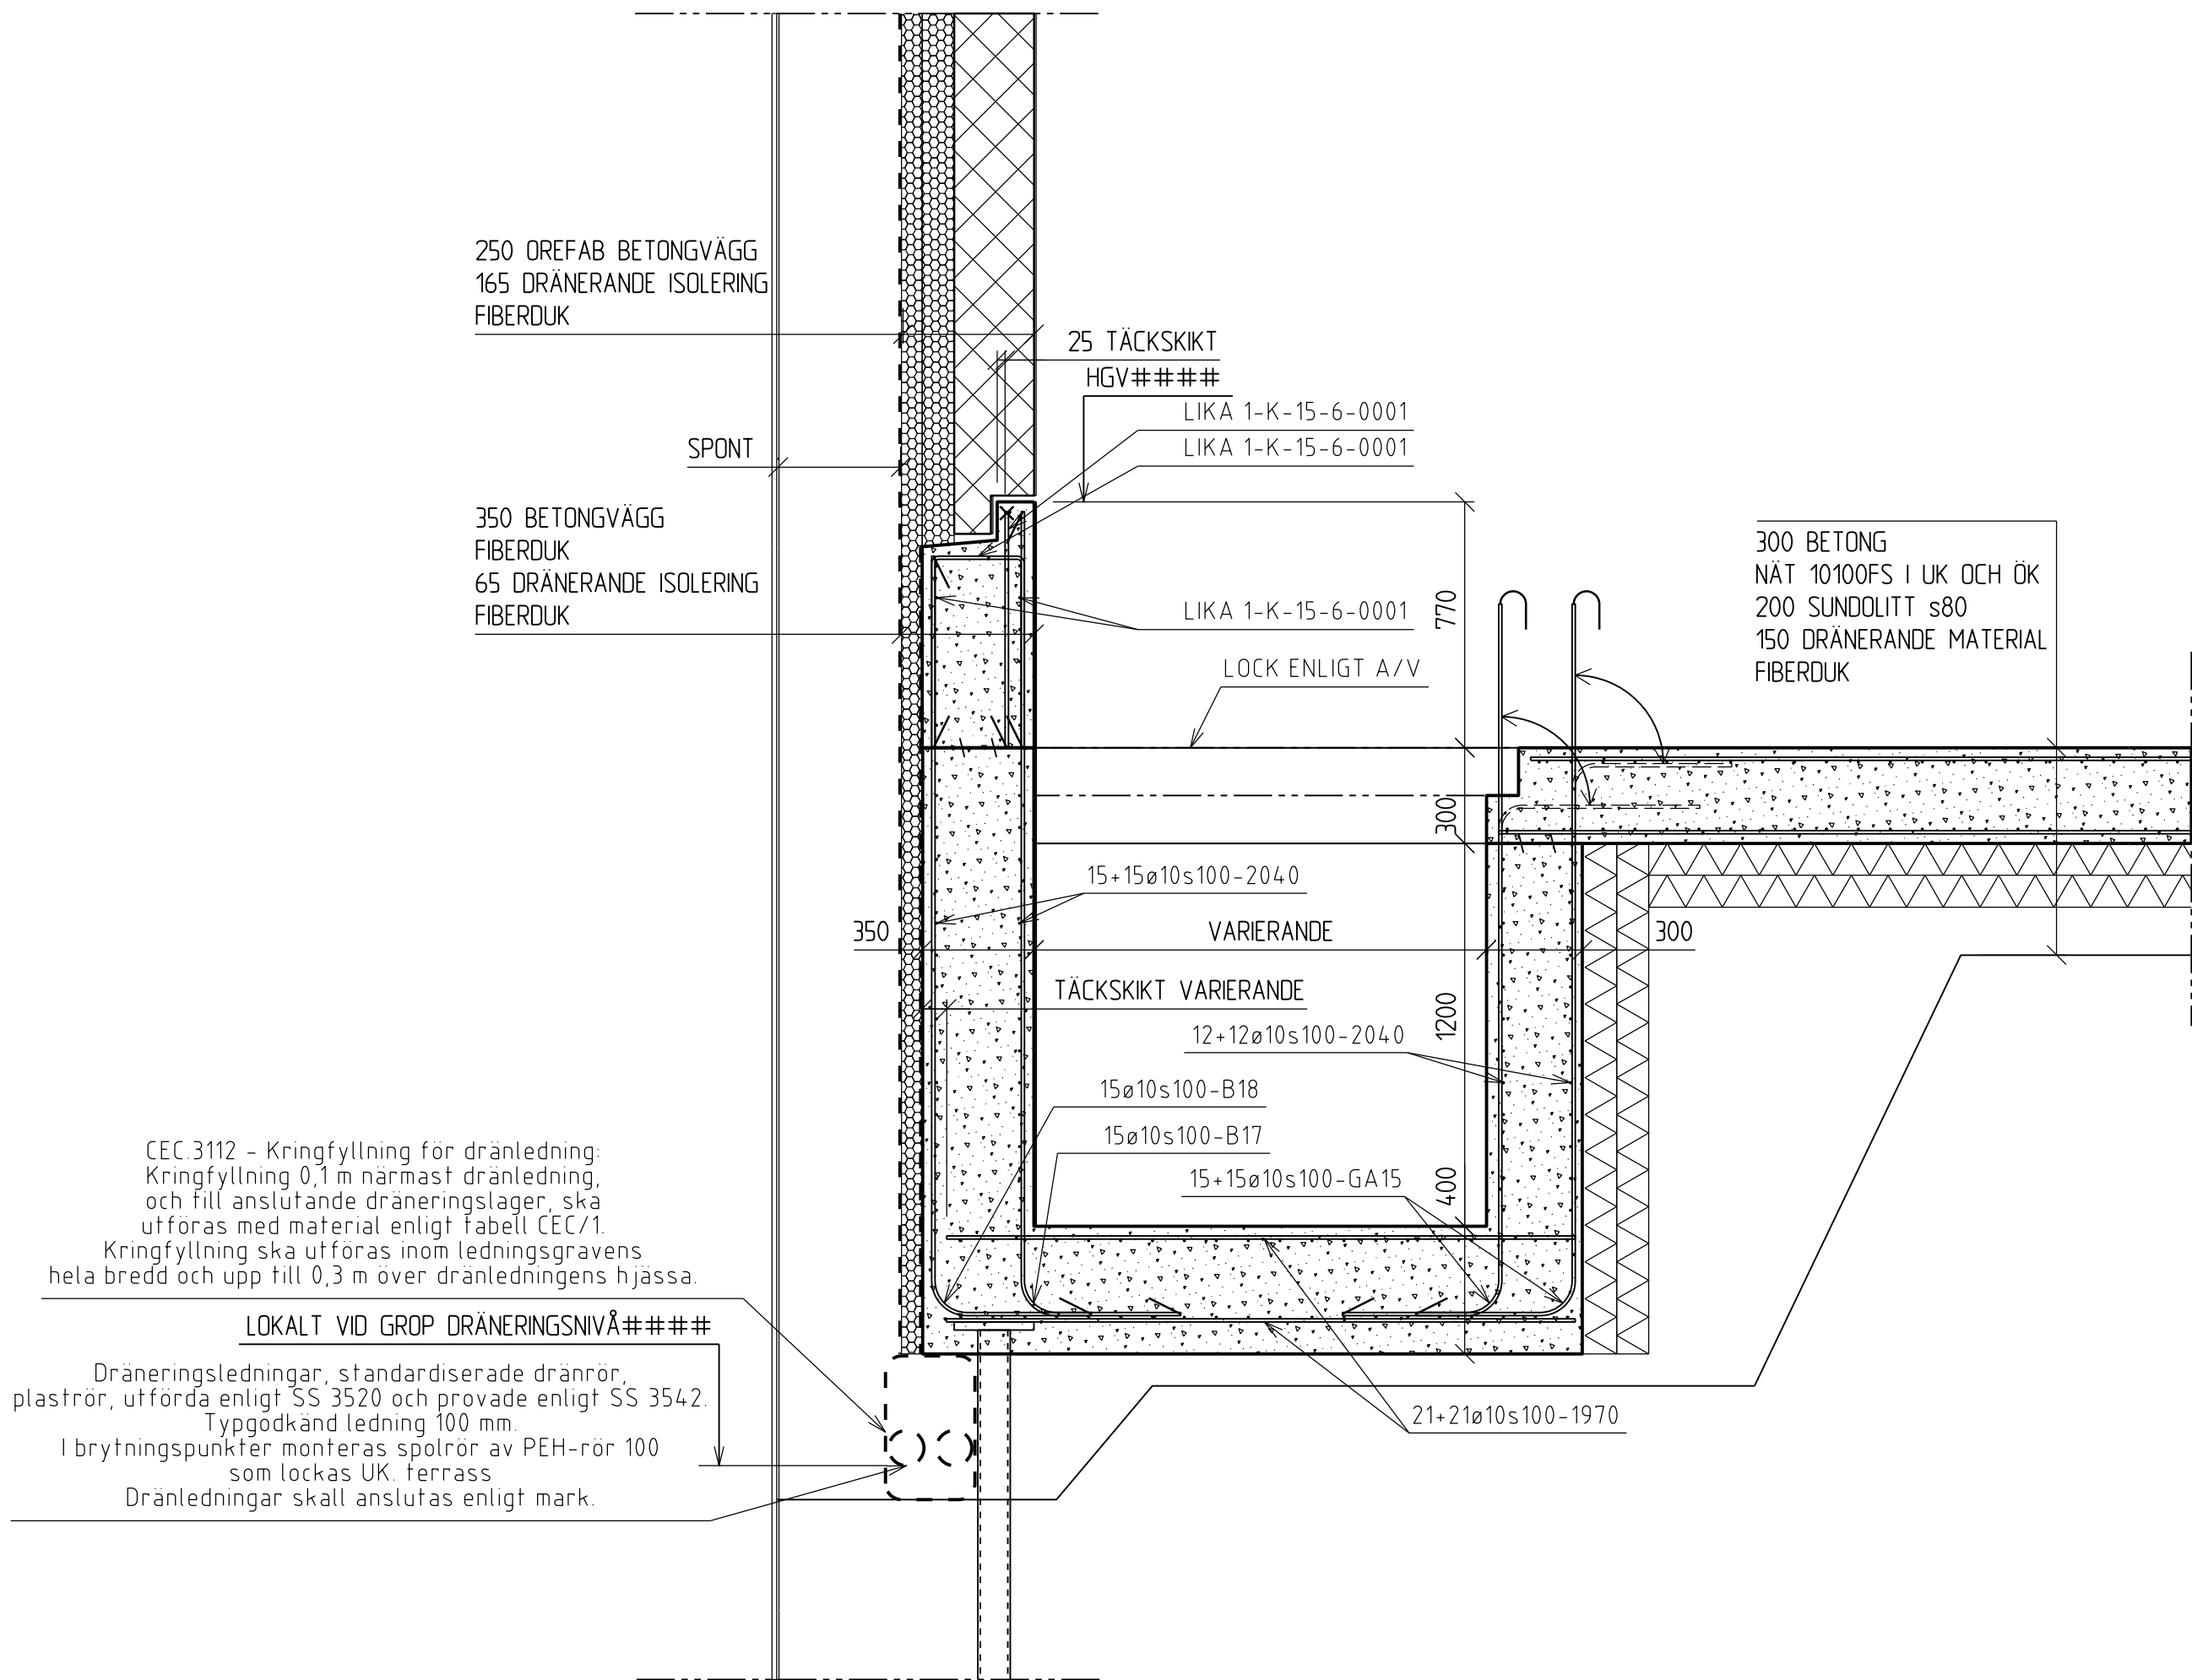 250 OREFAB BETONGVÄGG
165 DRÄNERANDE ISOLERING
FIBERDUK
25 TÄCKSKIKT
HGV####
LIKA 1-K-15-6-0001
LIKA 1-K-15-6-0001
SPONT
350 BETONGVÄGG
FIBERDUK
65 DRÄNERANDE ISOLERING
FIBERDUK
300 BETONG
NÄT 10100FS I UK OCH ÖK
200 SUNDOLITT s80
150 DRÄNERANDE MATERIAL
FIBERDUK
LIKA 1-K-15-6-0001
770
LOCK ENLIGT A/V
300
15+15ø10s100-2040
350
VARIERANDE
300
TÄCKSKIKT VARIERANDE
1200
12+12ø10s100-2040
15ø10s100-B18
15ø10s100-B17
15+15ø10s100-GA15
400
CEC.3112 - Kringfyllning för dränledning:
Kringfyllning 0,1 m närmast dränledning,
och till anslutande dräneringslager, ska
utföras med material enligt tabell CEC/1.
Kringfyllning ska utföras inom ledningsgravens
hela bredd och upp till 0,3 m över dränledningens hjässa.
LOKALT VID GROP DRÄNERINGSNIVÅ####
Dräneringsledningar, standardiserade dränrör,
plaströr, utförda enligt SS 3520 och provade enligt SS 3542.
Typgodkänd ledning 100 mm.
I brytningspunkter monteras spolrör av PEH-rör 100
som lockas UK. terrass
Dränledningar skall anslutas enligt mark.
21+21ø10s100-1970